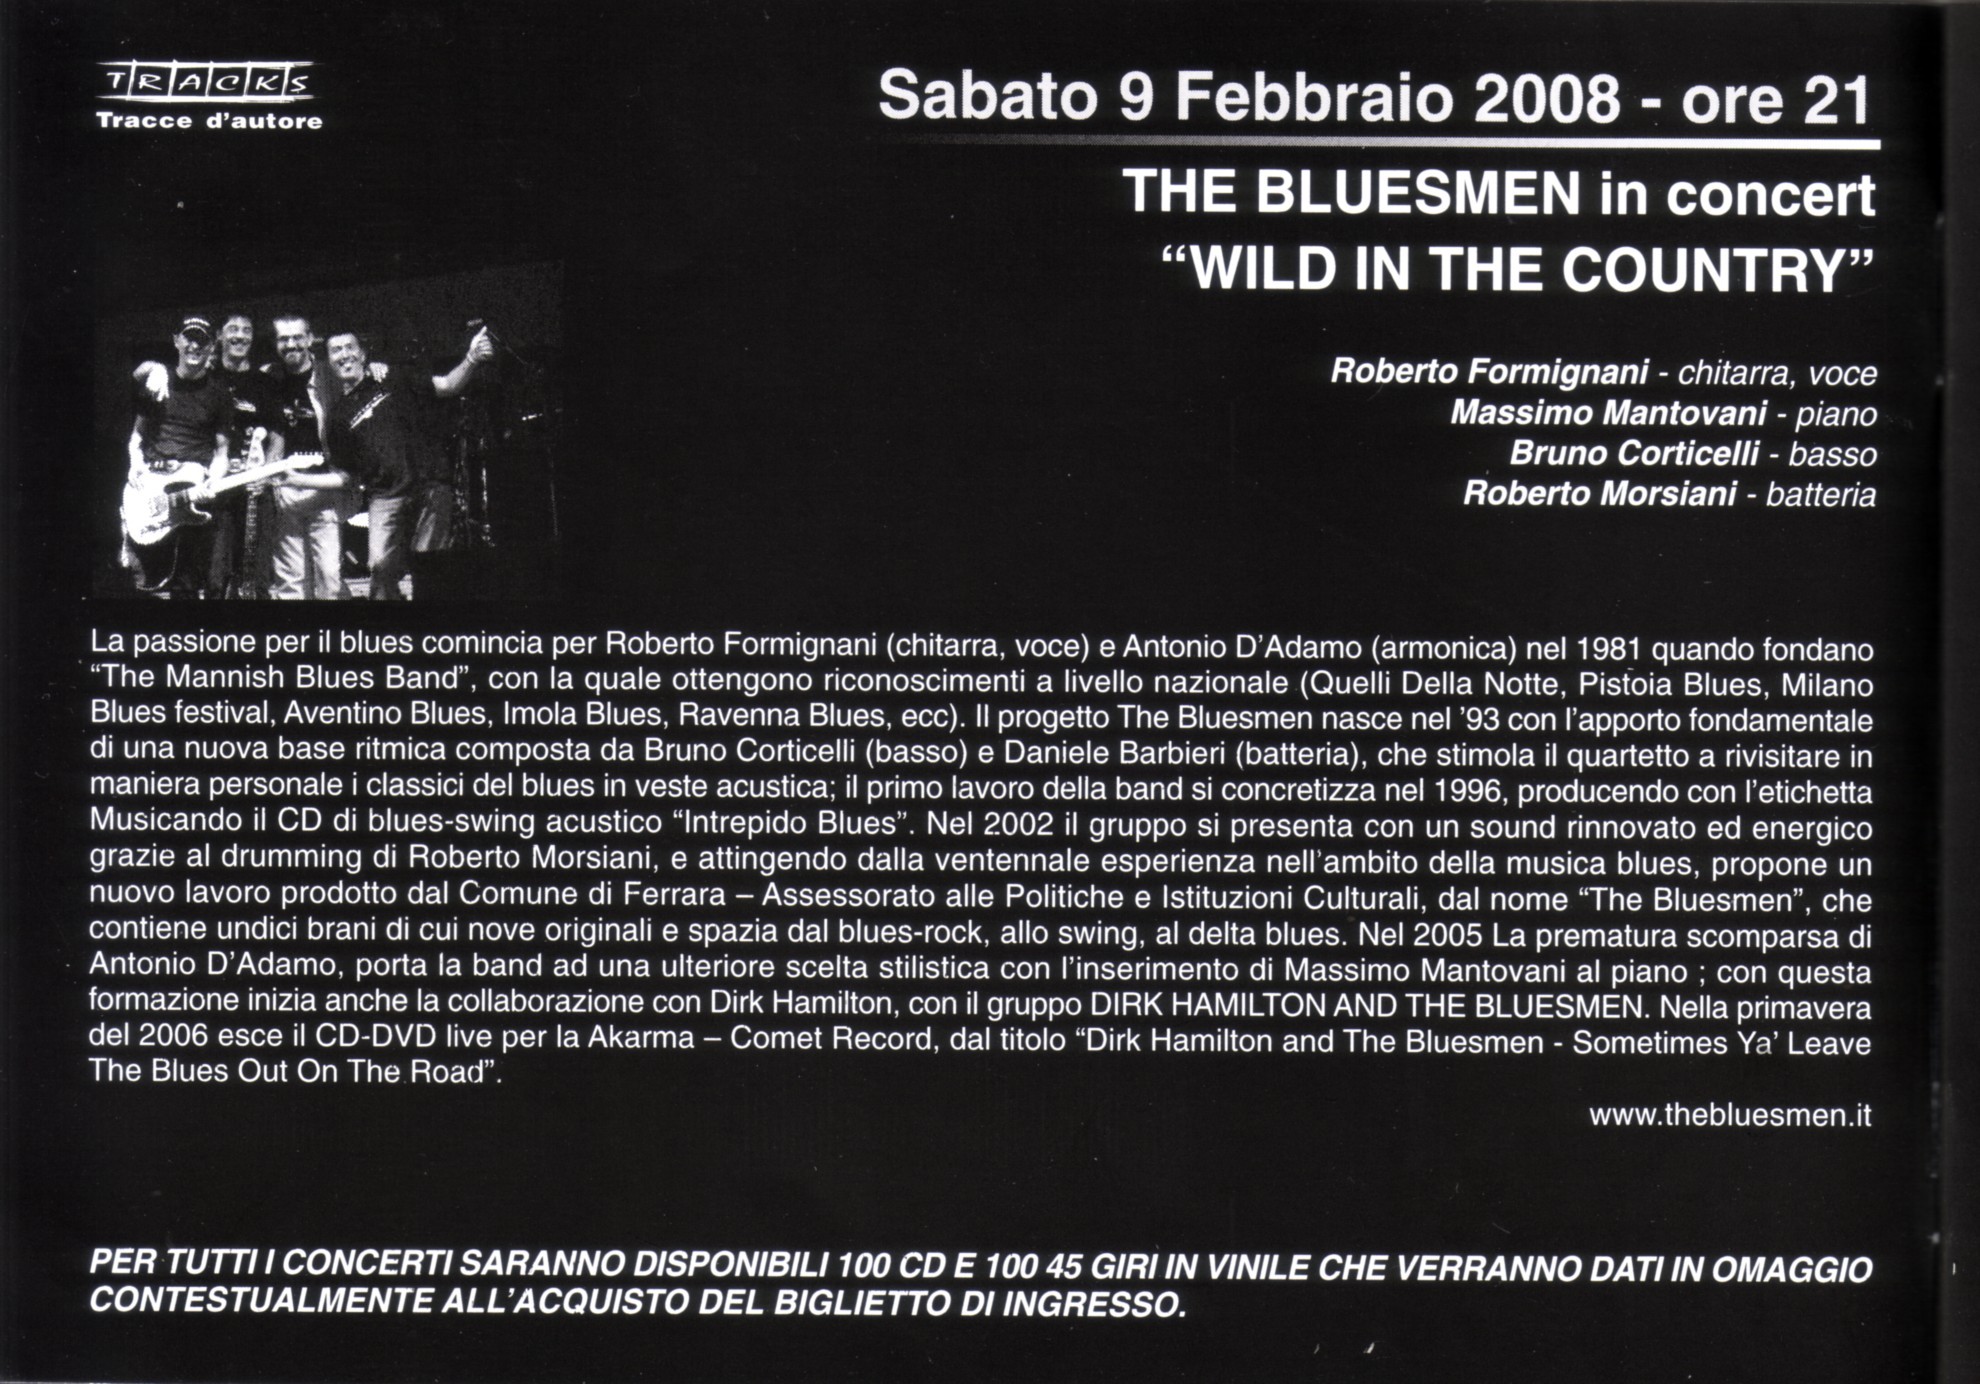 TRACKS
Tracce d'autore
Sabato 9 Febbraio 2008 - ore 21
THE BLUESMEN in concert
“WILD IN THE COUNTRY”
Roberto Formignani - chitarra, voce
Massimo Mantovani - piano
Bruno Corticelli - basso
Roberto Morsiani - batteria
La passione per il blues comincia per Roberto Formignani (chitarra, voce) e Antonio D’Adamo (armonica) nel 1981 quando fondano
“The Mannish Blues Band”, con la quale ottengono riconoscimenti a livello nazionale (Quelli Della Notte, Pistoia Blues, Milano
Blues festival, Aventino Blues, Imola Blues, Ravenna Blues, ecc). Il progetto The Bluesmen nasce nel ’93 con l’apporto fondamentale
di una nuova base ritmica composta da Bruno Corticelli (basso) e Daniele Barbieri (batteria), che stimola il quartetto a rivisitare in
maniera personale i classici del blues in veste acustica; il primo lavoro della band si concretizza nel 1996, producendo con l’etichetta
Musicando il CD di blues-swing acustico “Intrepido Blues”. Nel 2002 il gruppo si presenta con un sound rinnovato ed energico
grazie al drumming di Roberto Morsiani, e attingendo dalla ventennale esperienza nell’ambito della musica blues, propone un
nuovo lavoro prodotto dal Comune di Ferrara – Assessorato alle Politiche e Istituzioni Culturali, dal nome “The Bluesmen”, che
contiene undici brani di cui nove originali e spazia dal blues-rock, allo swing, al delta blues. Nel 2005 La prematura scomparsa di
Antonio D’Adamo, porta la band ad una ulteriore scelta stilistica con l’inserimento di Massimo Mantovani al piano ; con questa
formazione inizia anche la collaborazione con Dirk Hamilton, con il gruppo DIRK HAMILTON AND THE BLUESMEN. Nella primavera
del 2006 esce il CD-DVD live per la Akarma – Comet Record, dal titolo “Dirk Hamilton and The Bluesmen - Sometimes Ya’ Leave
The Blues Out On The Road”.
www.thebluesmen.it
PER TUTTI I CONCERTI SARANNO DISPONIBILI 100 CD E 100 45 GIRI IN VINILE CHE VERRANNO DATI IN OMAGGIO
CONTESTUALMENTE ALL’ACQUISTO DEL BIGLIETTO DI INGRESSO.